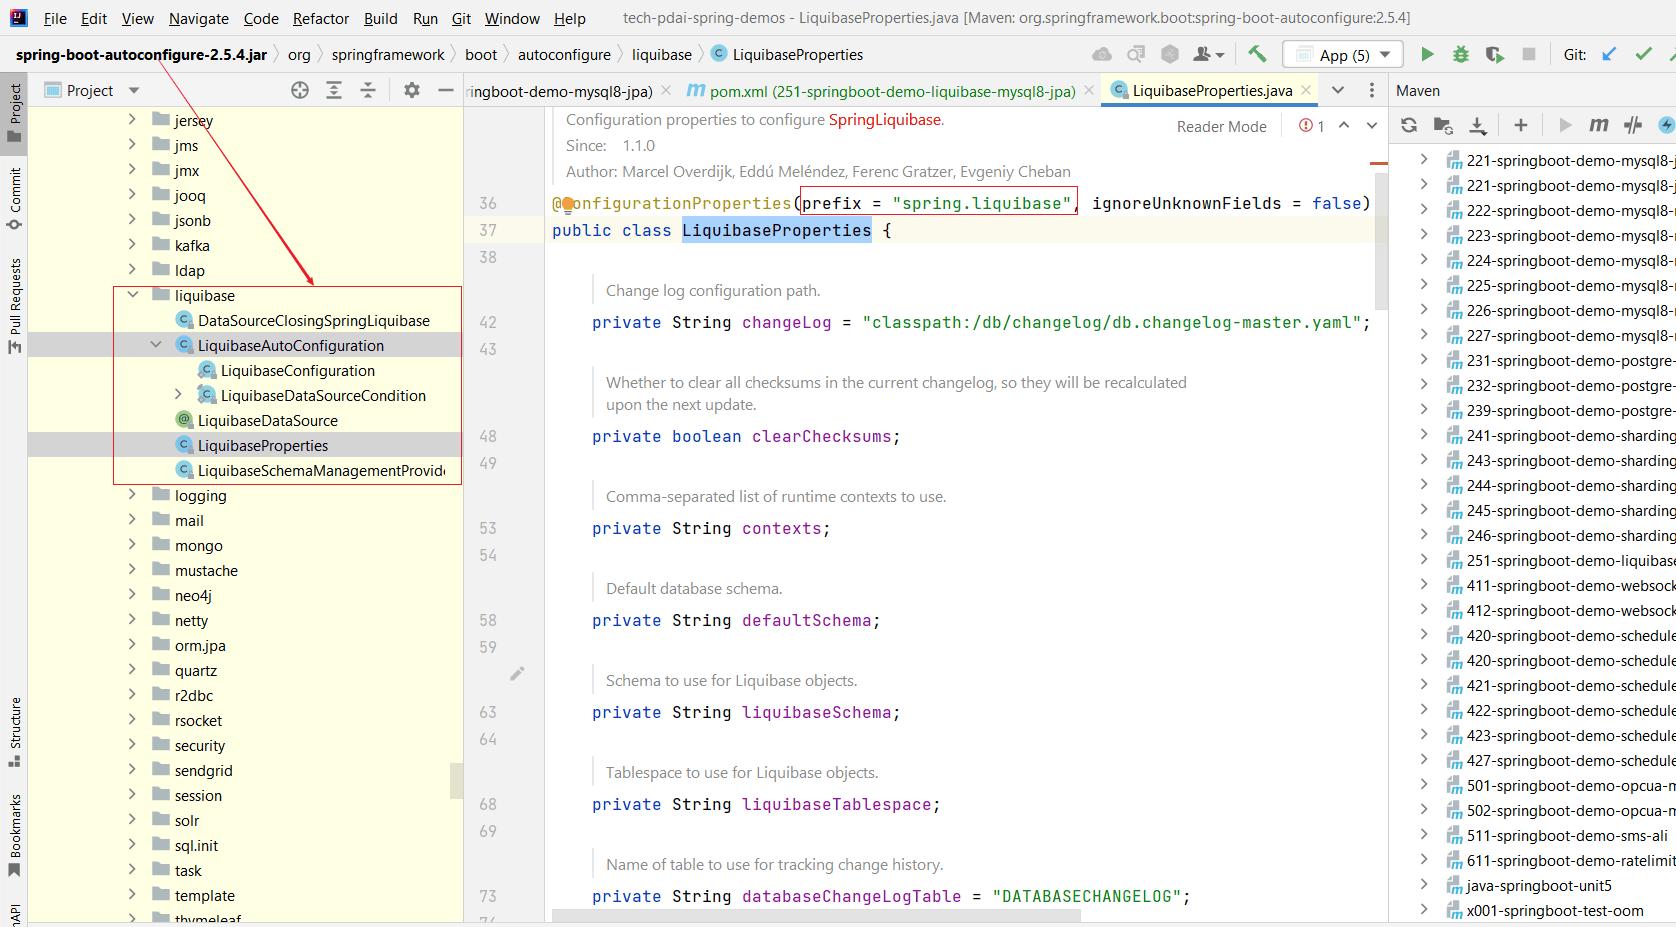 File Edit View Navigate Code Refactor Build Run Git Window Help tech-pdai-spring-demos - LiquibaseProperties.java [Maven: org.springframework.boot:spring-boot-autoconfigure:2.5.4]
spring-boot-autoconfigure-2.5.4.jar org springframework boot autoconfigure liquibase LiquibaseProperties App (5) Git:
Project
Commit
Pull Requests
Structure
Bookmarks
Project
jersey
jms
jmx
jooq
jsonb
kafka
ldap
liquibase
DataSourceClosingSpringLiquibase
LiquibaseAutoConfiguration
LiquibaseConfiguration
LiquibaseDataSourceCondition
LiquibaseDataSource
LiquibaseProperties
LiquibaseSchemaManagementProvid
logging
mail
mongo
mustache
neo4j
netty
orm.jpa
quartz
r2dbc
rsocket
security
sendgrid
session
solr
sql.init
task
template
thymeleaf
ringboot-demo-mysql8-jpa) pom.xml (251-springboot-demo-liquibase-mysql8-jpa) LiquibaseProperties.java
Configuration properties to configure SpringLiquibase.
Since: 1.1.0
Author: Marcel Overdijk, Eddú Meléndez, Ferenc Gratzer, Evgeniy Cheban
Reader Mode 1
36 @ onfigurationProperties(prefix = "spring.liquibase", ignoreUnknownFields = false)
37 public class LiquibaseProperties {
38
Change log configuration path.
42 private String changeLog = "classpath:/db/changelog/db.changelog-master.yaml";
43
Whether to clear all checksums in the current changelog, so they will be recalculated
upon the next update.
48 private boolean clearChecksums;
49
Comma-separated list of runtime contexts to use.
53 private String contexts;
54
Default database schema.
58 private String defaultSchema;
59
Schema to use for Liquibase objects.
63 private String liquibaseSchema;
64
Tablespace to use for Liquibase objects.
68 private String liquibaseTablespace;
69
Name of table to use for tracking change history.
73 private String databaseChangeLogTable = "DATABASECHANGELOG";
Maven
221-springboot-demo-mysql8-j
221-springboot-demo-mysql8-j
222-springboot-demo-mysql8-r
223-springboot-demo-mysql8-r
224-springboot-demo-mysql8-r
225-springboot-demo-mysql8-r
226-springboot-demo-mysql8-r
227-springboot-demo-mysql8-r
231-springboot-demo-postgre-
232-springboot-demo-postgre-
239-springboot-demo-postgre-
241-springboot-demo-sharding
243-springboot-demo-sharding
244-springboot-demo-sharding
245-springboot-demo-sharding
246-springboot-demo-sharding
251-springboot-demo-liquibase
411-springboot-demo-websock
412-springboot-demo-websock
420-springboot-demo-schedule
420-springboot-demo-schedule
421-springboot-demo-schedule
422-springboot-demo-schedule
423-springboot-demo-schedule
427-springboot-demo-schedule
501-springboot-demo-opcua-m
502-springboot-demo-opcua-m
511-springboot-demo-sms-ali
611-springboot-demo-ratelimit
java-springboot-unit5
x001-springboot-test-oom